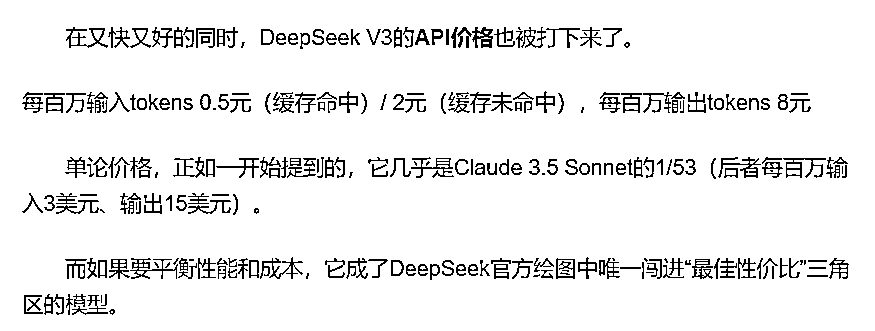 在又快又好的同时，DeepSeek V3的API价格也被打下来了。
每百万输入tokens 0.5元（缓存命中）/ 2元（缓存未命中），每百万输出tokens 8元
单论价格，正如一开始提到的，它几乎是Claude 3.5 Sonnet的1/53（后者每百万输
入3美元、输出15美元）。
而如果要平衡性能和成本，它成了DeepSeek官方绘图中唯一闯进“最佳性价比”三角
区的模型。